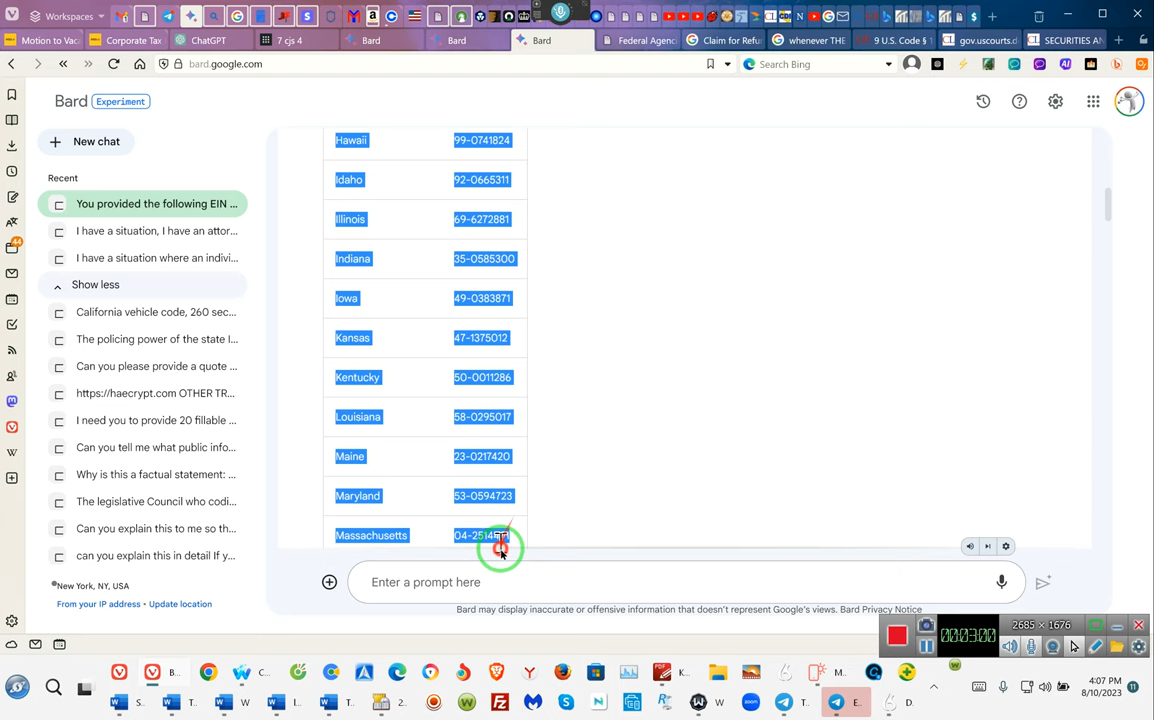 Workspaces
Motion to Vac
Corporate Tax
ChatGPT
7 cjs 4
Bard
Bard
Bard
Federal Agenc
Claim for Refu
whenever THE
9 U.S. Code §
gov.uscourts.d
SECURITIES AN
bard.google.com
Search Bing
Bard Experiment
New chat
Recent
You provided the following EIN ...
I have a situation, I have an attor...
I have a situation where an indivi...
Show less
California vehicle code, 260 sec...
The policing power of the state I...
Can you please provide a quote ...
https://haecrypt.com OTHER TR...
I need you to provide 20 fillable ...
Can you tell me what public info...
Why is this a factual statement: ...
The legislative Council who codi...
Can you explain this to me so th...
can you explain this in detail If y...
New York, NY, USA
From your IP address • Update location
Hawaii 99-0741824
Idaho 92-0665311
Illinois 69-6272881
Indiana 35-0585300
Iowa 49-0383871
Kansas 47-1375012
Kentucky 50-0011286
Louisiana 58-0295017
Maine 23-0217420
Maryland 53-0594723
Massachusetts
Enter a prompt here
Bard may display inaccurate or offensive information that doesn't represent Google's views. Bard Privacy Notice
2685 × 1676
00:03:00
4:07 PM
8/10/2023